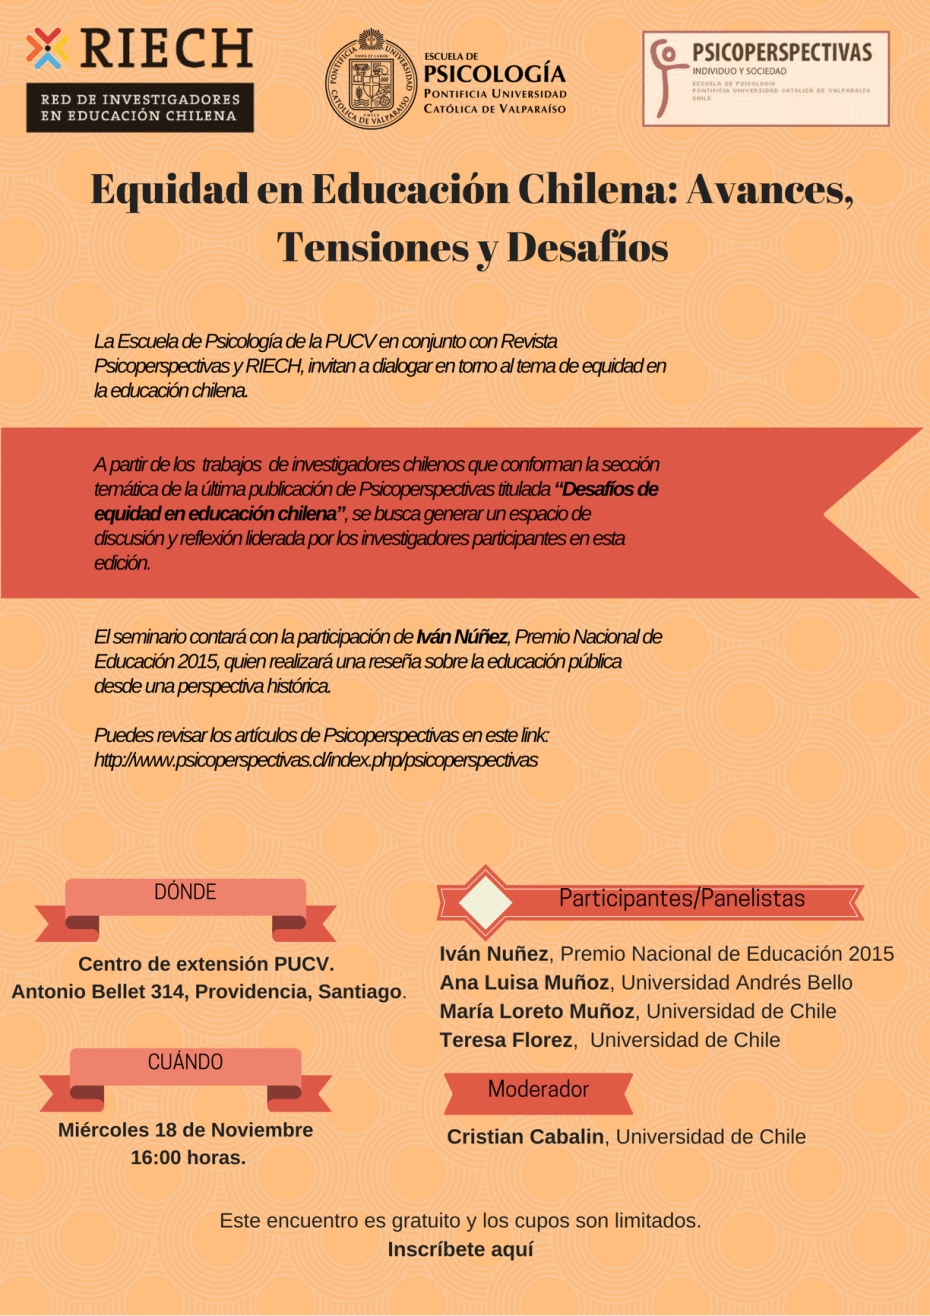 RIECH
RED DE INVESTIGADORES
EN EDUCACIÓN CHILENA
ESCUELA DE
PSICOLOGÍA
PONTIFICIA UNIVERSIDAD
CATÓLICA DE VALPARAÍSO
PSICOPERSPECTIVAS
INDIVIDUO Y SOCIEDAD
ESCUELA DE PSICOLOGIA
PONTIFICIA UNIVERSIDAD CATOLICA DE VALPARAISO
CHILE
Equidad en Educación Chilena: Avances,
Tensiones y Desafíos
La Escuela de Psicología de la PUCV en conjunto con Revista
Psicoperspectivas y RIECH, invitan a dialogar en torno al tema de equidad en
la educación chilena.
A partir de los trabajos de investigadores chilenos que conforman la sección
temática de la última publicación de Psicoperspectivas titulada “Desafíos de
equidad en educación chilena”, se busca generar un espacio de
discusión y reflexión liderada por los investigadores participantes en esta
edición.
El seminario contará con la participación de Iván Núñez, Premio Nacional de
Educación 2015, quien realizará una reseña sobre la educación pública
desde una perspectiva histórica.
Puedes revisar los artículos de Psicoperspectivas en este link:
http://www.psicoperspectivas.cl/index.php/psicoperspectivas
DÓNDE
Centro de extensión PUCV.
Antonio Bellet 314, Providencia, Santiago.
CUÁNDO
Miércoles 18 de Noviembre
16:00 horas.
Participantes/Panelistas
Iván Nuñez, Premio Nacional de Educación 2015
Ana Luisa Muñoz, Universidad Andrés Bello
María Loreto Muñoz, Universidad de Chile
Teresa Florez, Universidad de Chile
Moderador
Cristian Cabalin, Universidad de Chile
Este encuentro es gratuito y los cupos son limitados.
Inscríbete aquí